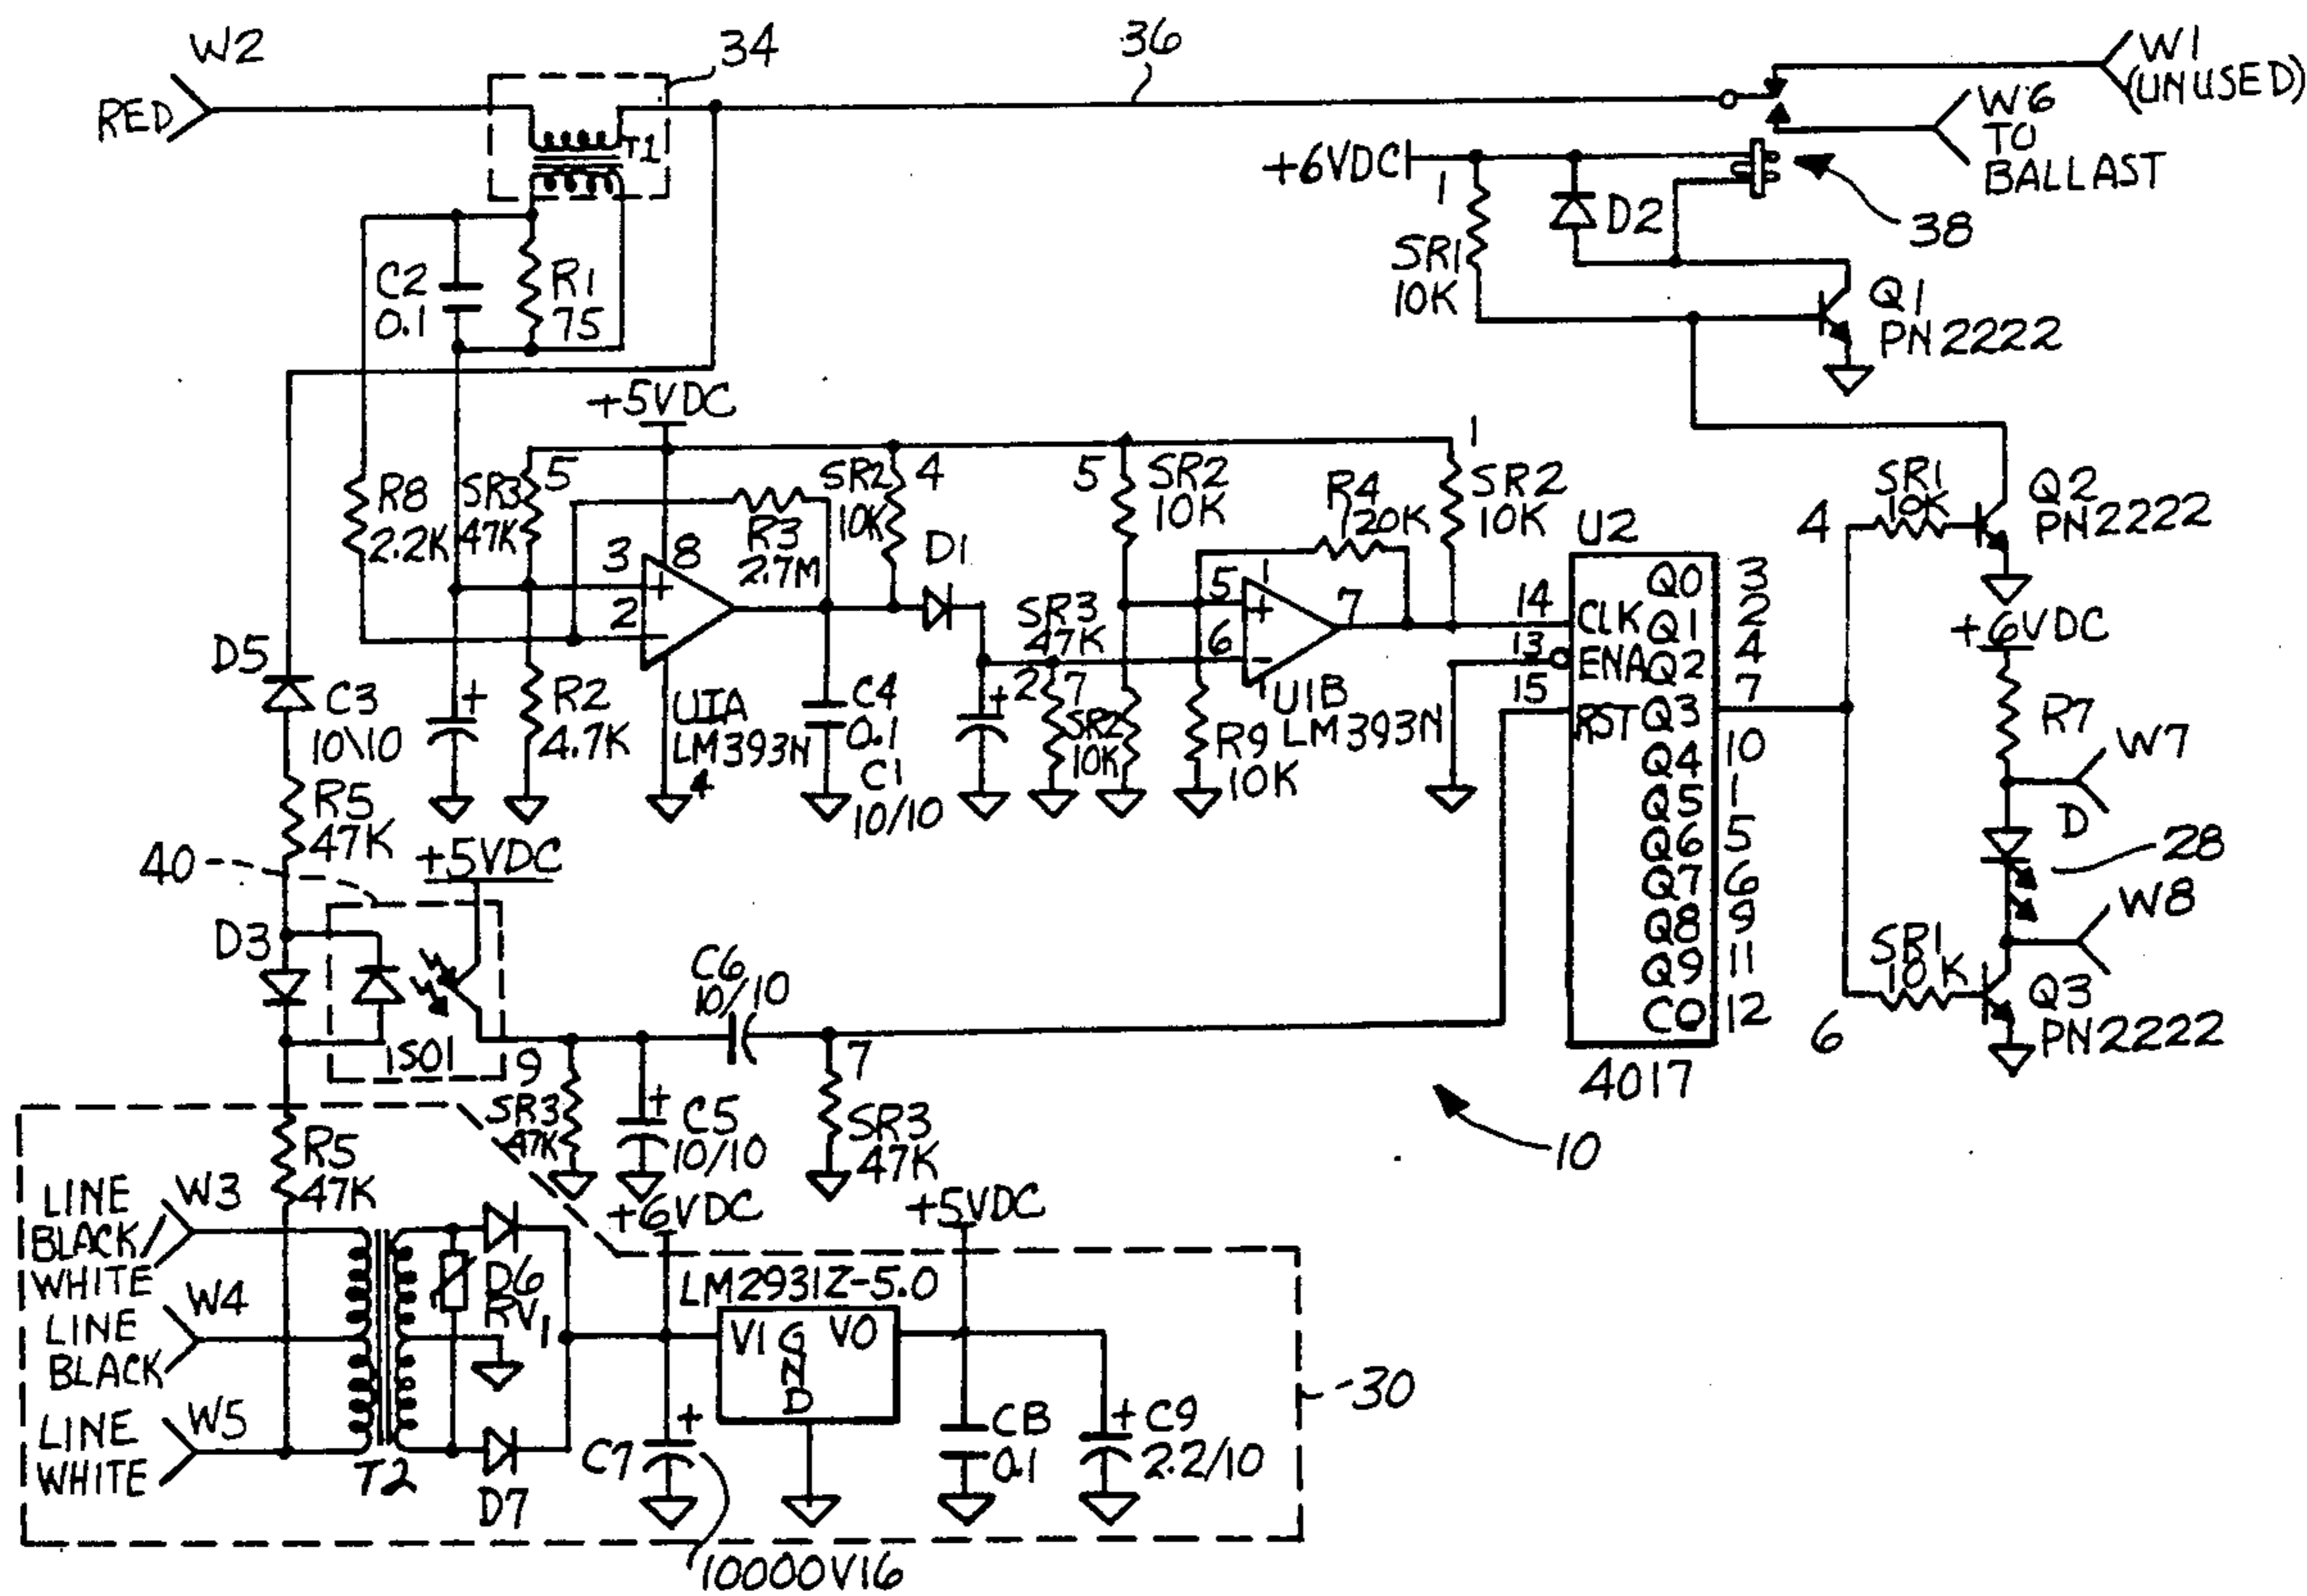 W2
RED
34
T1
36
W1
(UNUSED)
W6
TO
BALLAST
+6VDC
1
SR1
10K
D2
38
Q1
PN2222
C2
0.1
R1
75
+5VDC
R8
2.2K
SR3
47K
5
3
2
8
R3
2.7M
SR2
10K
4
D1
5
SR2
10K
R4
120K
1
SR2
10K
U2
SR1
10K
4
Q2
PN2222
+6VDC
R7
W7
D
28
W8
SR1
10K
6
Q3
PN2222
D5
C3
10\10
R2
4.7K
U1A
LM393N
4
C4
0.1
C1
10/10
SR3
47K
2
7
SR2
10K
5
6
7
U1B
LM393N
R9
10K
14
13
15
CLK
ENA
RST
Q0 3
Q1 2
Q2 4
Q3 7
Q4 10
Q5 1
Q6 5
Q7 6
Q8 9
Q9 11
CO 12
4017
10
R5
47K
40
+5VDC
D3
ISO1
9
C6
10/10
7
SR3
47K
C5
10/10
SR3
47K
R5
47K
LINE
BLACK/
WHITE
W3
LINE
BLACK
W4
LINE
WHITE
W5
T2
D6
RV1
D7
+6VDC
LM2931Z-5.0
VI
GND
VO
+5VDC
C7
10000V16
C8
0.1
C9
2.2/10
30